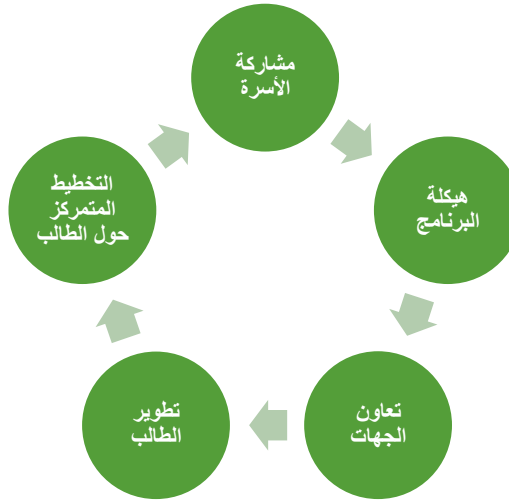 مشاركة
الأسرة
هيكلة
البرنامج
تعاون
الجهات
تطوير
الطالب
التخطيط
المتمركز
حول الطالب